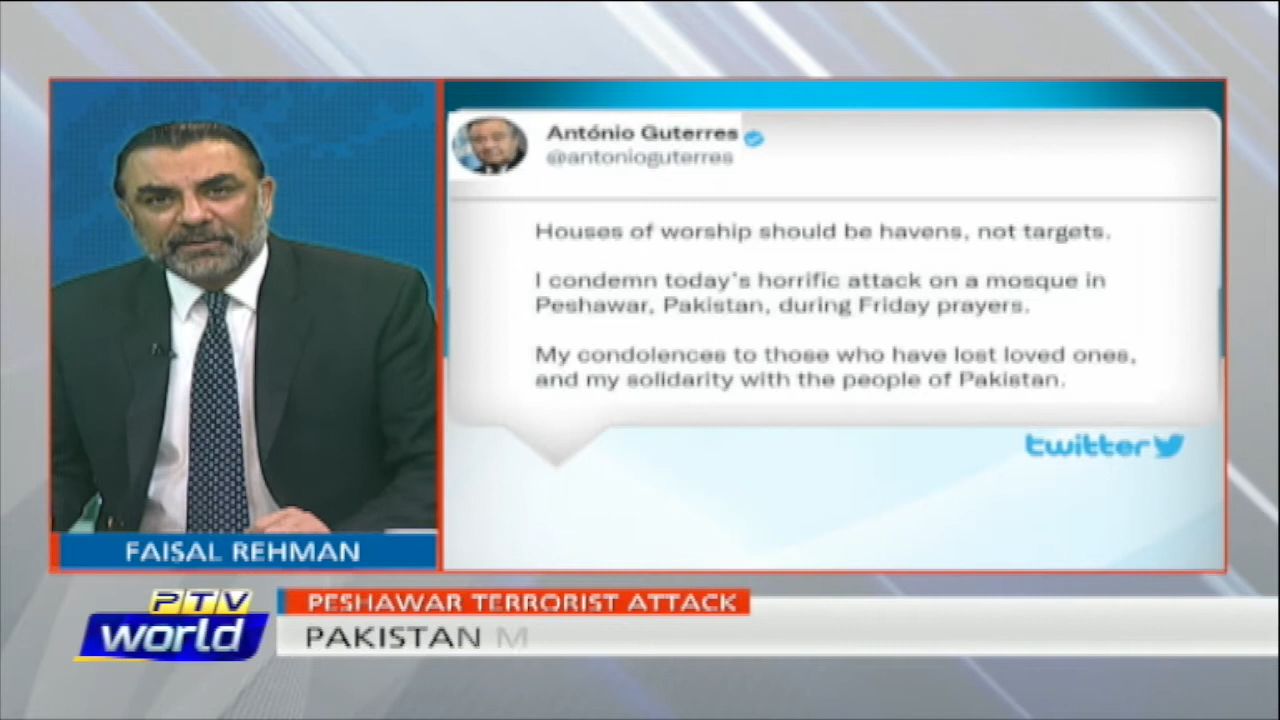 António Guterres
@antonioguterres
Houses of worship should be havens, not targets.
I condemn today's horrific attack on a mosque in
Peshawar, Pakistan, during Friday prayers.
My condolences to those who have lost loved ones,
and my solidarity with the people of Pakistan.
twitter
FAISAL REHMAN
PTV
world
PESHAWAR TERRORIST ATTACK
PAKISTAN M